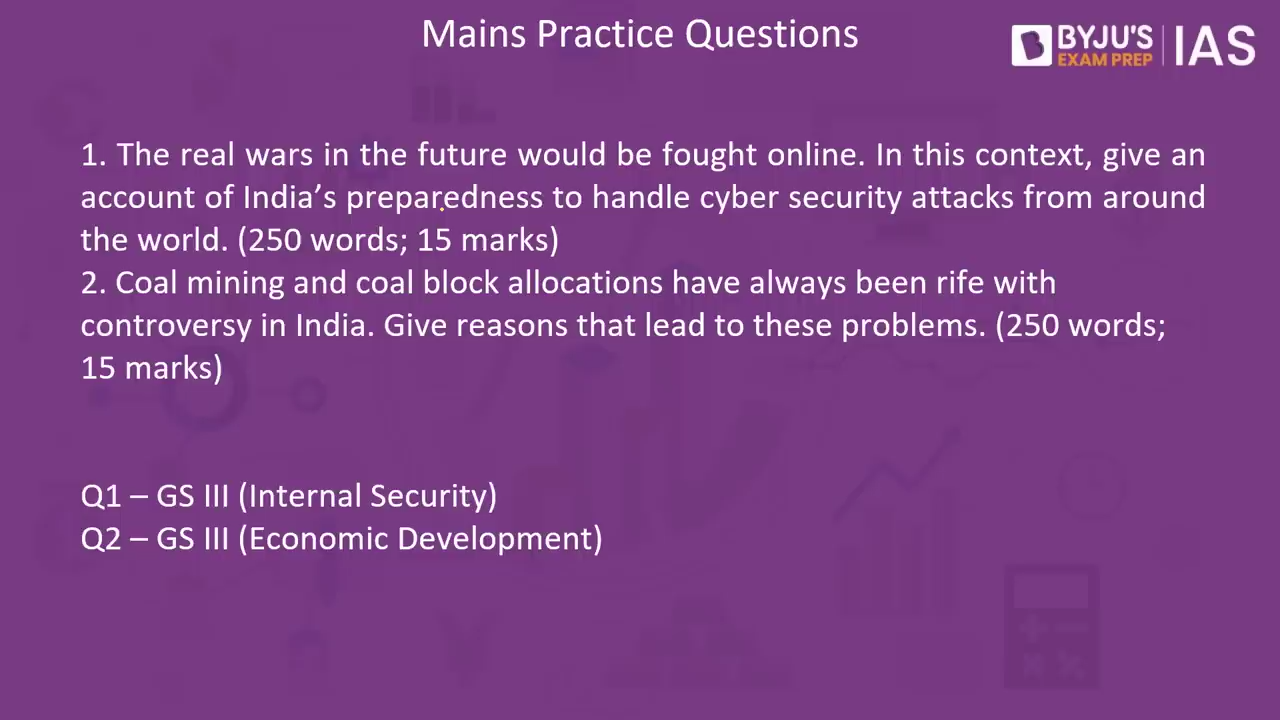 Mains Practice Questions
BYJU'S
EXAM PREP
IAS
1. The real wars in the future would be fought online. In this context, give an
account of India’s preparedness to handle cyber security attacks from around
the world. (250 words; 15 marks)
2. Coal mining and coal block allocations have always been rife with
controversy in India. Give reasons that lead to these problems. (250 words;
15 marks)
Q1 – GS III (Internal Security)
Q2 – GS III (Economic Development)